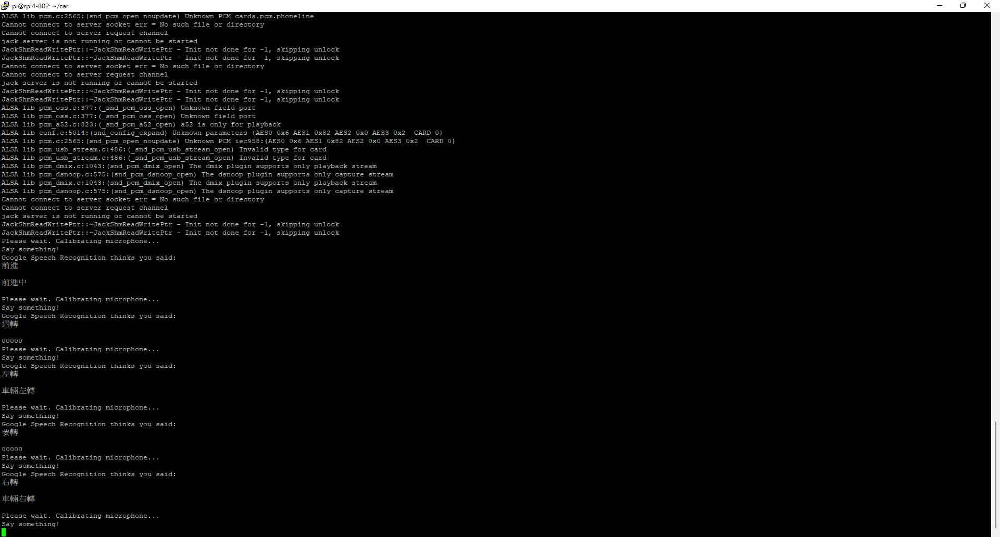 pi@rpi4-B02: ~/car
ALSA lib pcm.c:2565:(snd_pcm_open_noupdate) Unknown PCM cards.pcm.phoneline
Cannot connect to server socket err = No such file or directory
Cannot connect to server request channel
jack server is not running or cannot be started
JackShmReadWritePtr::~JackShmReadWritePtr - Init not done for -1, skipping unlock
JackShmReadWritePtr::~JackShmReadWritePtr - Init not done for -1, skipping unlock
Cannot connect to server socket err = No such file or directory
Cannot connect to server request channel
jack server is not running or cannot be started
JackShmReadWritePtr::~JackShmReadWritePtr - Init not done for -1, skipping unlock
JackShmReadWritePtr::~JackShmReadWritePtr - Init not done for -1, skipping unlock
ALSA lib pcm_oss.c:377:(_snd_pcm_oss_open) Unknown field port
ALSA lib pcm_oss.c:377:(_snd_pcm_oss_open) Unknown field port
ALSA lib pcm_a52.c:823:(_snd_pcm_a52_open) a52 is only for playback
ALSA lib conf.c:5014:(snd_config_expand) Unknown parameters {AES0 0x6 AES1 0x82 AES2 0x0 AES3 0x2  CARD 0}
ALSA lib pcm.c:2565:(snd_pcm_open_noupdate) Unknown PCM iec958:{AES0 0x6 AES1 0x82 AES2 0x0 AES3 0x2  CARD 0}
ALSA lib pcm_usb_stream.c:486:(_snd_pcm_usb_stream_open) Invalid type for card
ALSA lib pcm_usb_stream.c:486:(_snd_pcm_usb_stream_open) Invalid type for card
ALSA lib pcm_dmix.c:1043:(snd_pcm_dmix_open) The dmix plugin supports only playback stream
ALSA lib pcm_dsnoop.c:575:(snd_pcm_dsnoop_open) The dsnoop plugin supports only capture stream
ALSA lib pcm_dmix.c:1043:(snd_pcm_dmix_open) The dmix plugin supports only playback stream
ALSA lib pcm_dsnoop.c:575:(snd_pcm_dsnoop_open) The dsnoop plugin supports only capture stream
Cannot connect to server socket err = No such file or directory
Cannot connect to server request channel
jack server is not running or cannot be started
JackShmReadWritePtr::~JackShmReadWritePtr - Init not done for -1, skipping unlock
JackShmReadWritePtr::~JackShmReadWritePtr - Init not done for -1, skipping unlock
Please wait. Calibrating microphone...
Say something!
Google Speech Recognition thinks you said:
前進
前進中
Please wait. Calibrating microphone...
Say something!
Google Speech Recognition thinks you said:
週轉
00000
Please wait. Calibrating microphone...
Say something!
Google Speech Recognition thinks you said:
左轉
車輛左轉
Please wait. Calibrating microphone...
Say something!
Google Speech Recognition thinks you said:
要轉
00000
Please wait. Calibrating microphone...
Say something!
Google Speech Recognition thinks you said:
右轉
車輛右轉
Please wait. Calibrating microphone...
Say something!